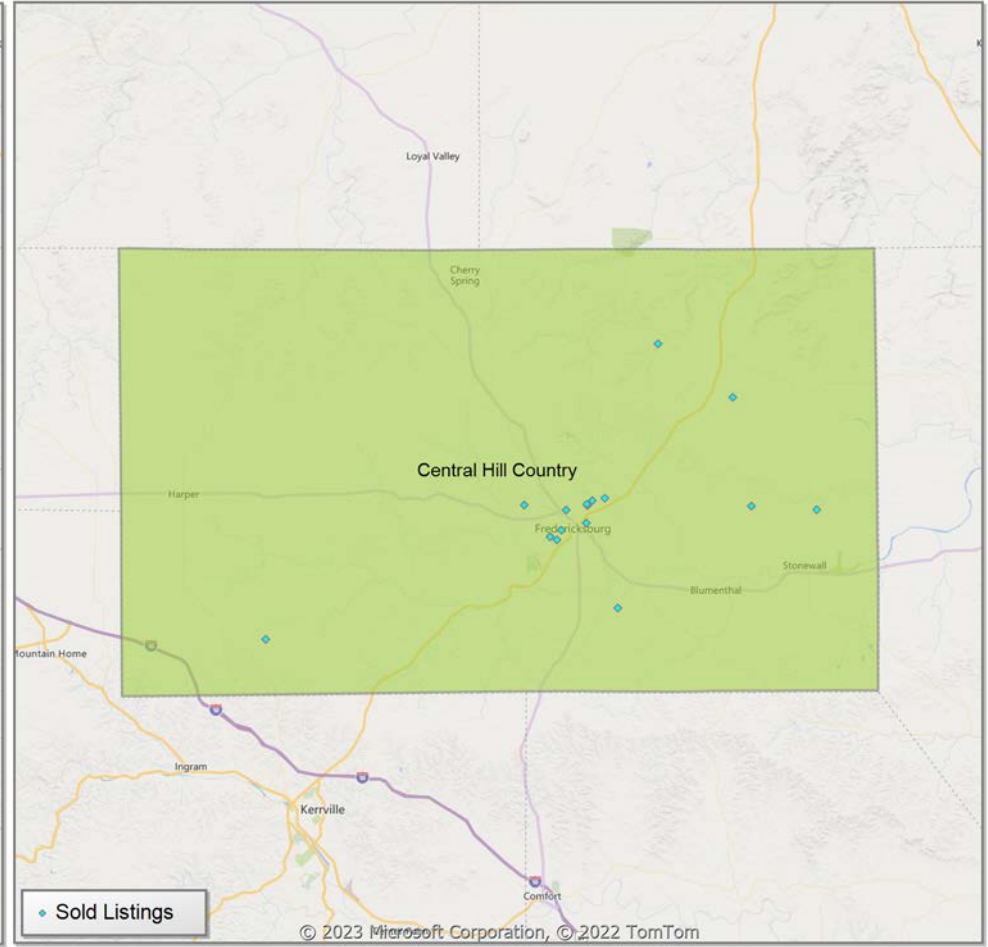 Loyal Valley
Cherry
Spring
Central Hill Country
Harper
Fredericksburg
Stonewall
Blumenthal
Mountain Home
Ingram
Kerrville
Comfort
Sold Listings
© 2023 Microsoft Corporation, © 2022 TomTom